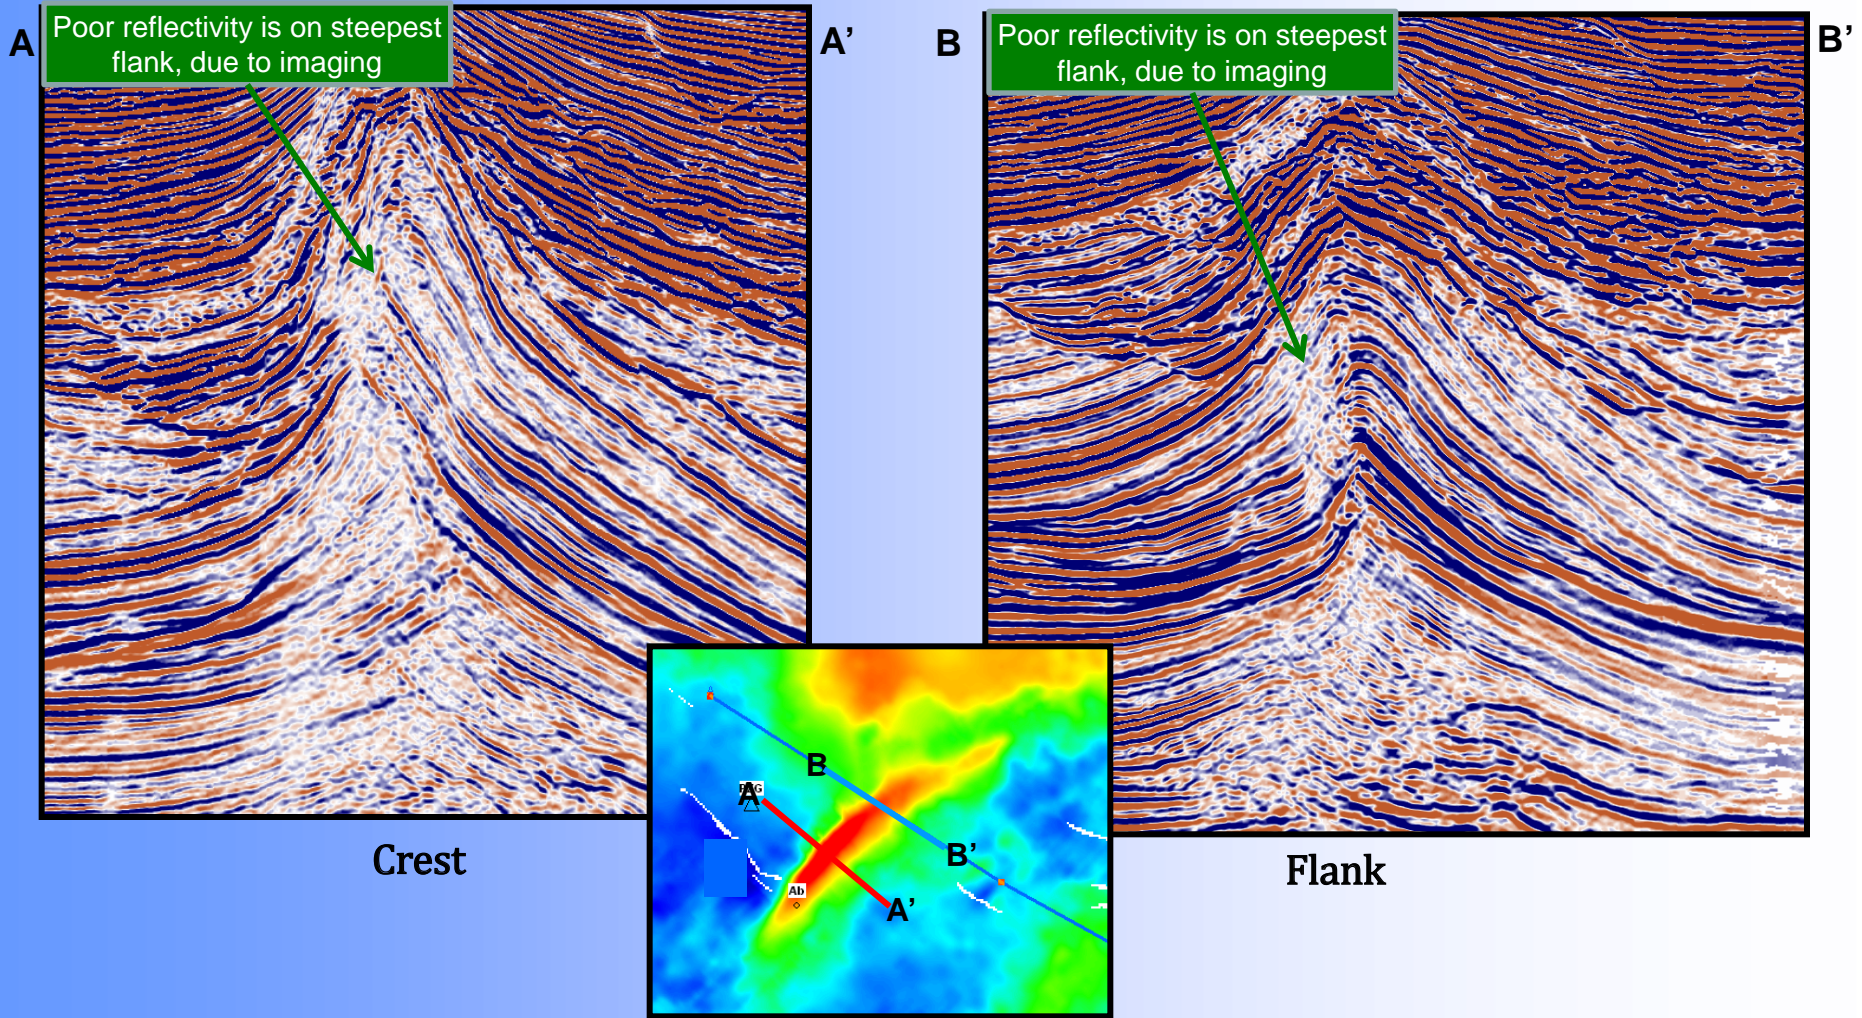 A
Poor reflectivity is on steepest
flank, due to imaging
A’
B
Poor reflectivity is on steepest
flank, due to imaging
B’
B
A
B’
Ab
A’
Crest
Flank